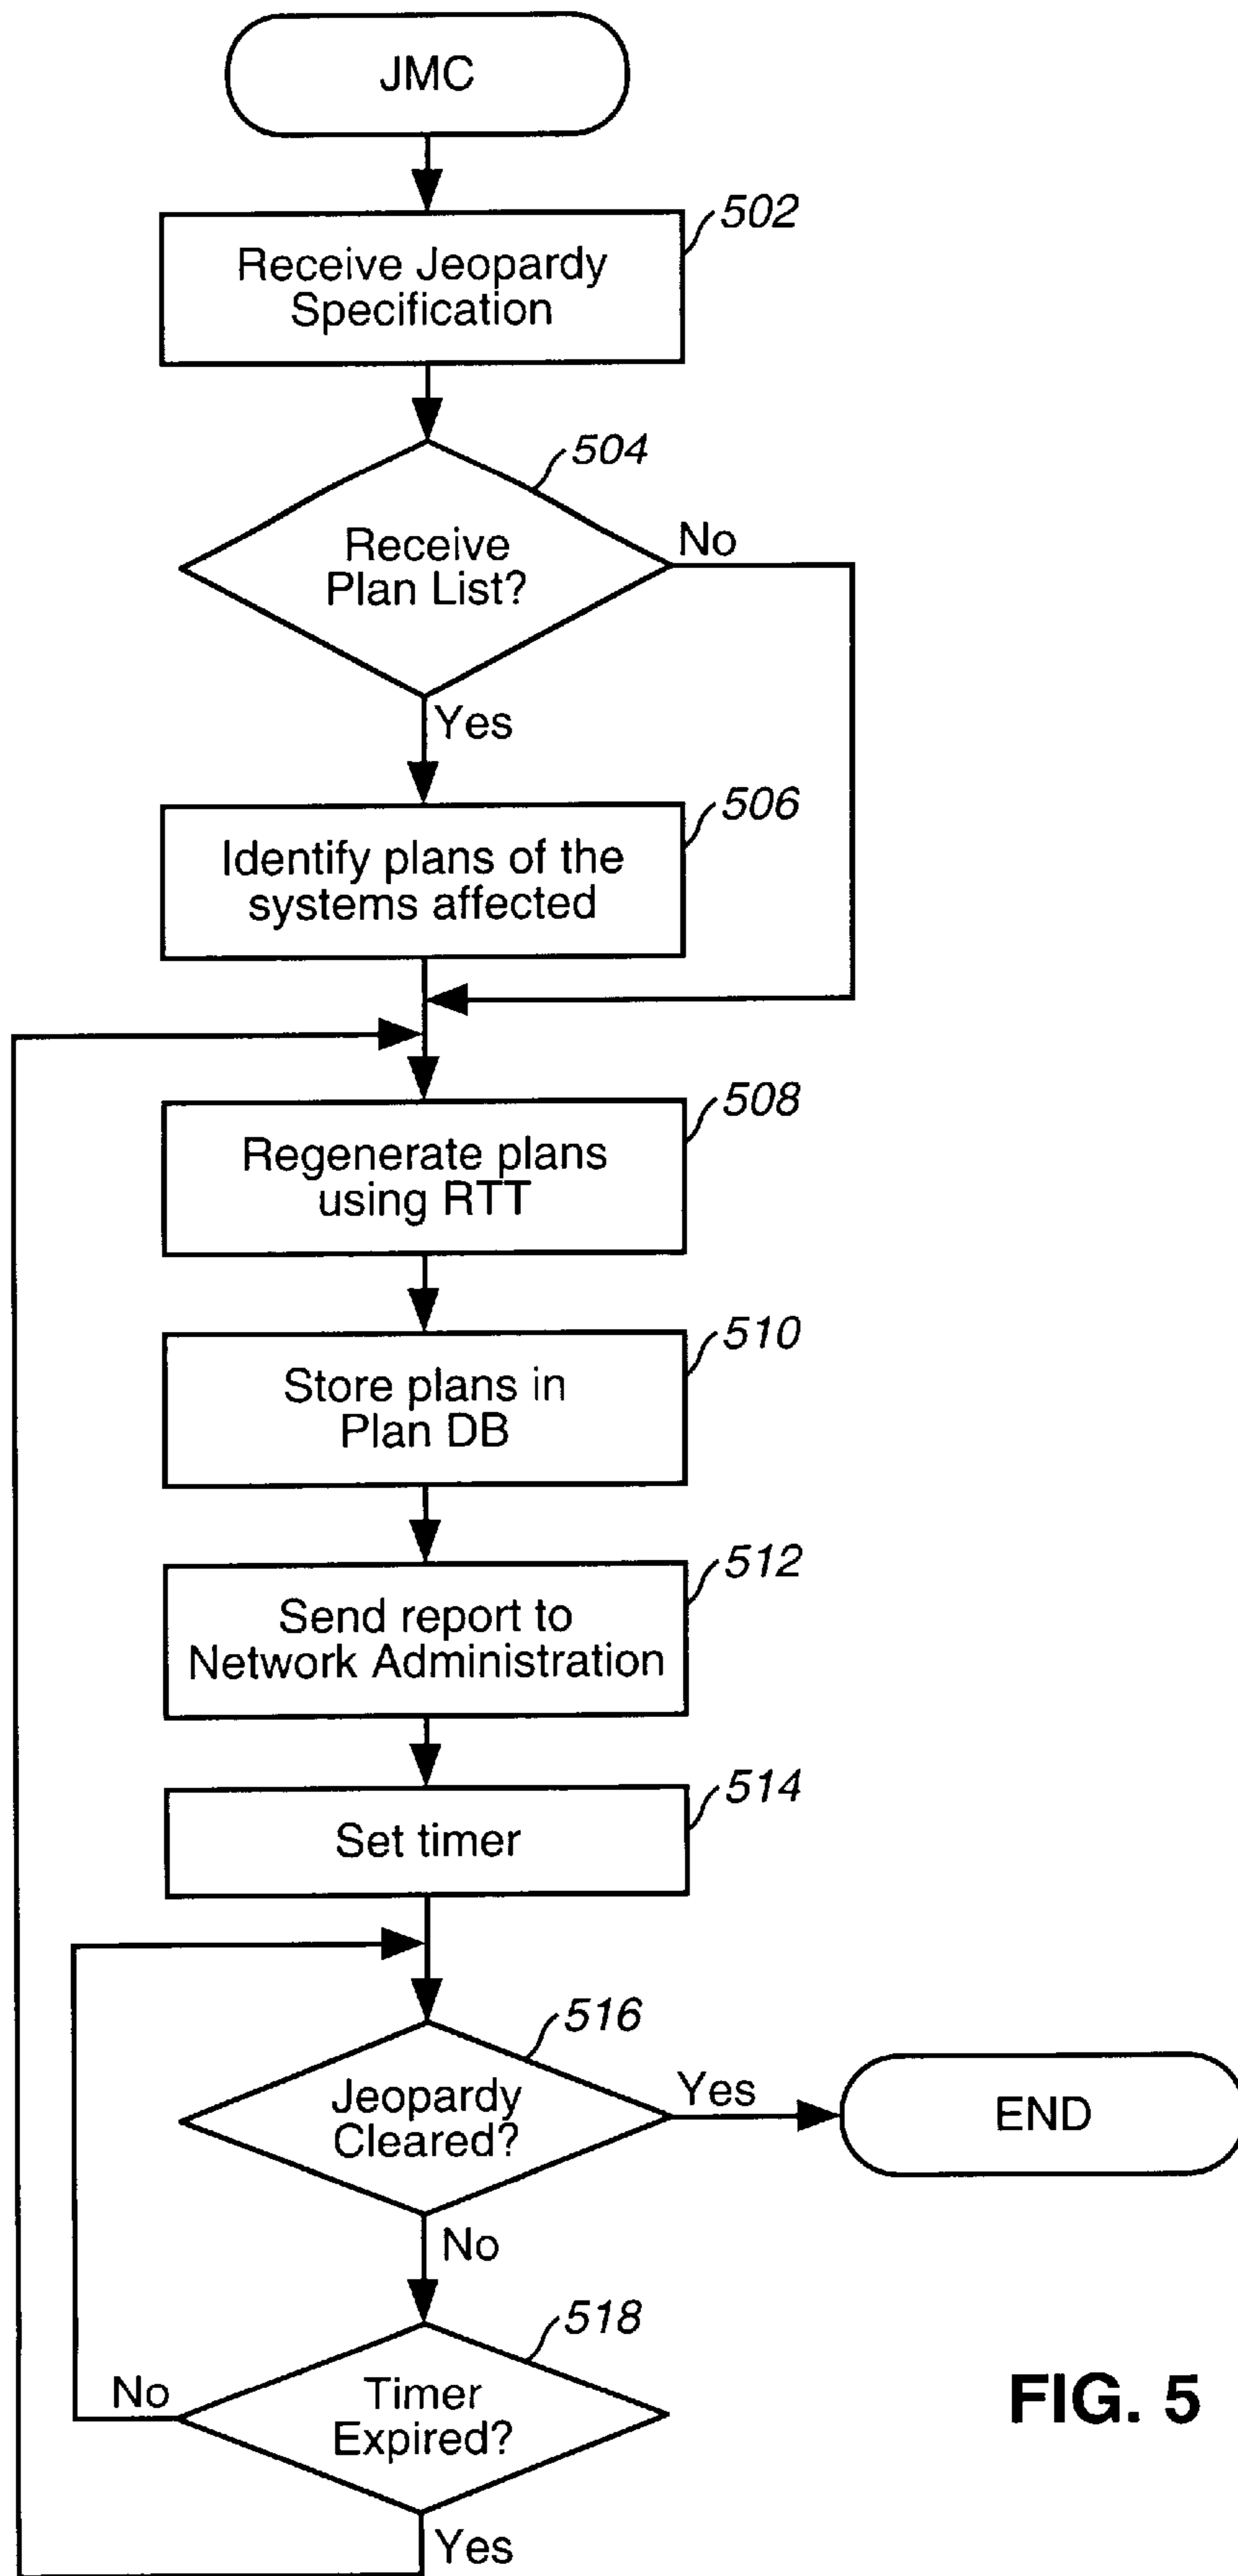 JMC
502
Receive Jeopardy
Specification
504
Receive
Plan List?
No
Yes
506
Identify plans of the
systems affected
508
Regenerate plans
using RTT
510
Store plans in
Plan DB
512
Send report to
Network Administration
514
Set timer
516
Jeopardy
Cleared?
Yes
END
No
518
Timer
Expired?
No
Yes
FIG. 5